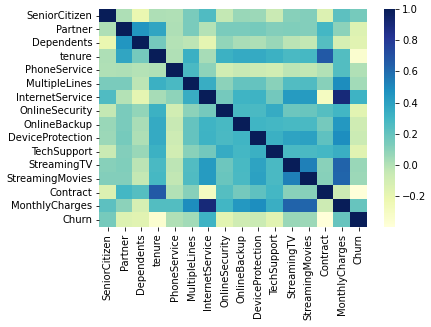 SeniorCitizen
Partner
Dependents
tenure
PhoneService
MultipleLines
InternetService
OnlineSecurity
OnlineBackup
DeviceProtection
TechSupport
StreamingTV
StreamingMovies
Contract
MonthlyCharges
Churn
SeniorCitizen
Partner
Dependents
tenure
PhoneService
MultipleLines
InternetService
OnlineSecurity
OnlineBackup
DeviceProtection
TechSupport
StreamingTV
StreamingMovies
Contract
MonthlyCharges
Churn
1.0
0.8
0.6
0.4
0.2
0.0
−0.2